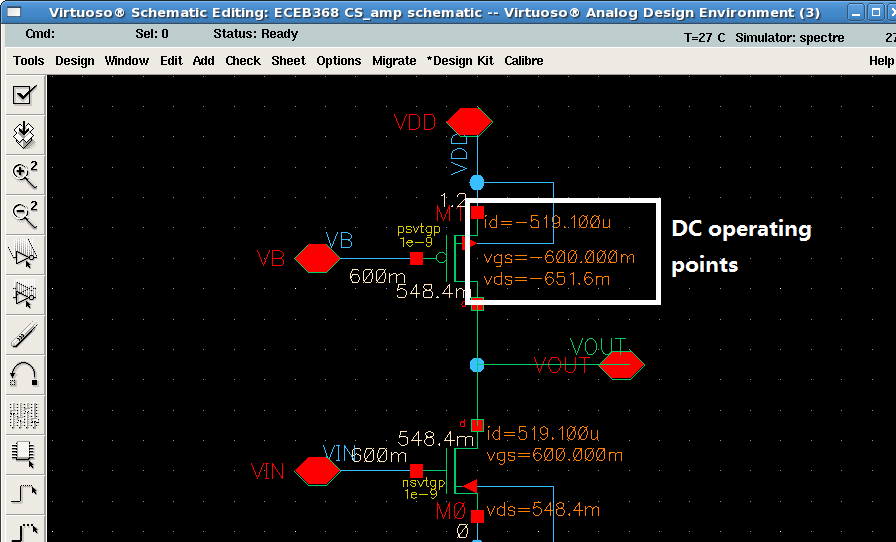 Virtuoso® Schematic Editing: ECEB368 CS_amp schematic -- Virtuoso® Analog Design Environment (3)
Cmd: Sel: 0 Status: Ready T=27 C Simulator: spectre 27
Tools Design Window Edit Add Check Sheet Options Migrate *Design Kit Calibre Help
2
2
VDD
VDD
1.2
M1
id=-519.100u
psvtgp
1e-9
VB
VB
600m
vgs=-600.000m
vds=-651.6m
548.4m
DC operating
points
VOUT
VOUT
d
548.4m
id=519.100u
vgs=600.000m
VIN
VIN
600m
nsvtgp
1e-9
M0
vds=548.4m
0